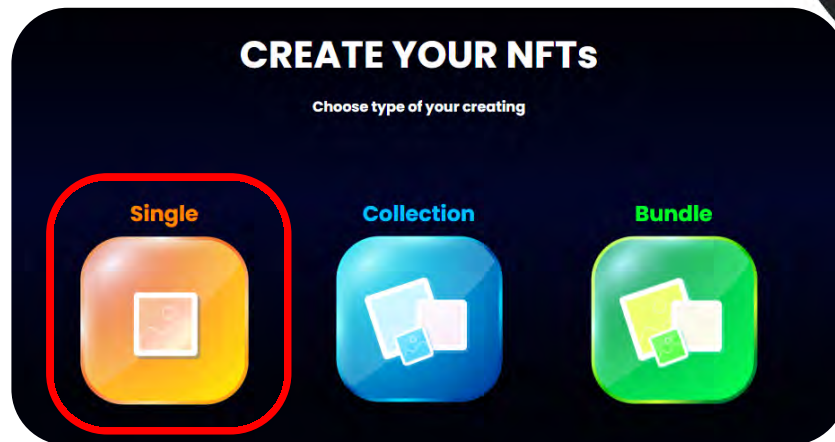 CREATE YOUR NFTs
Choose type of your creating
Single
Collection
Bundle